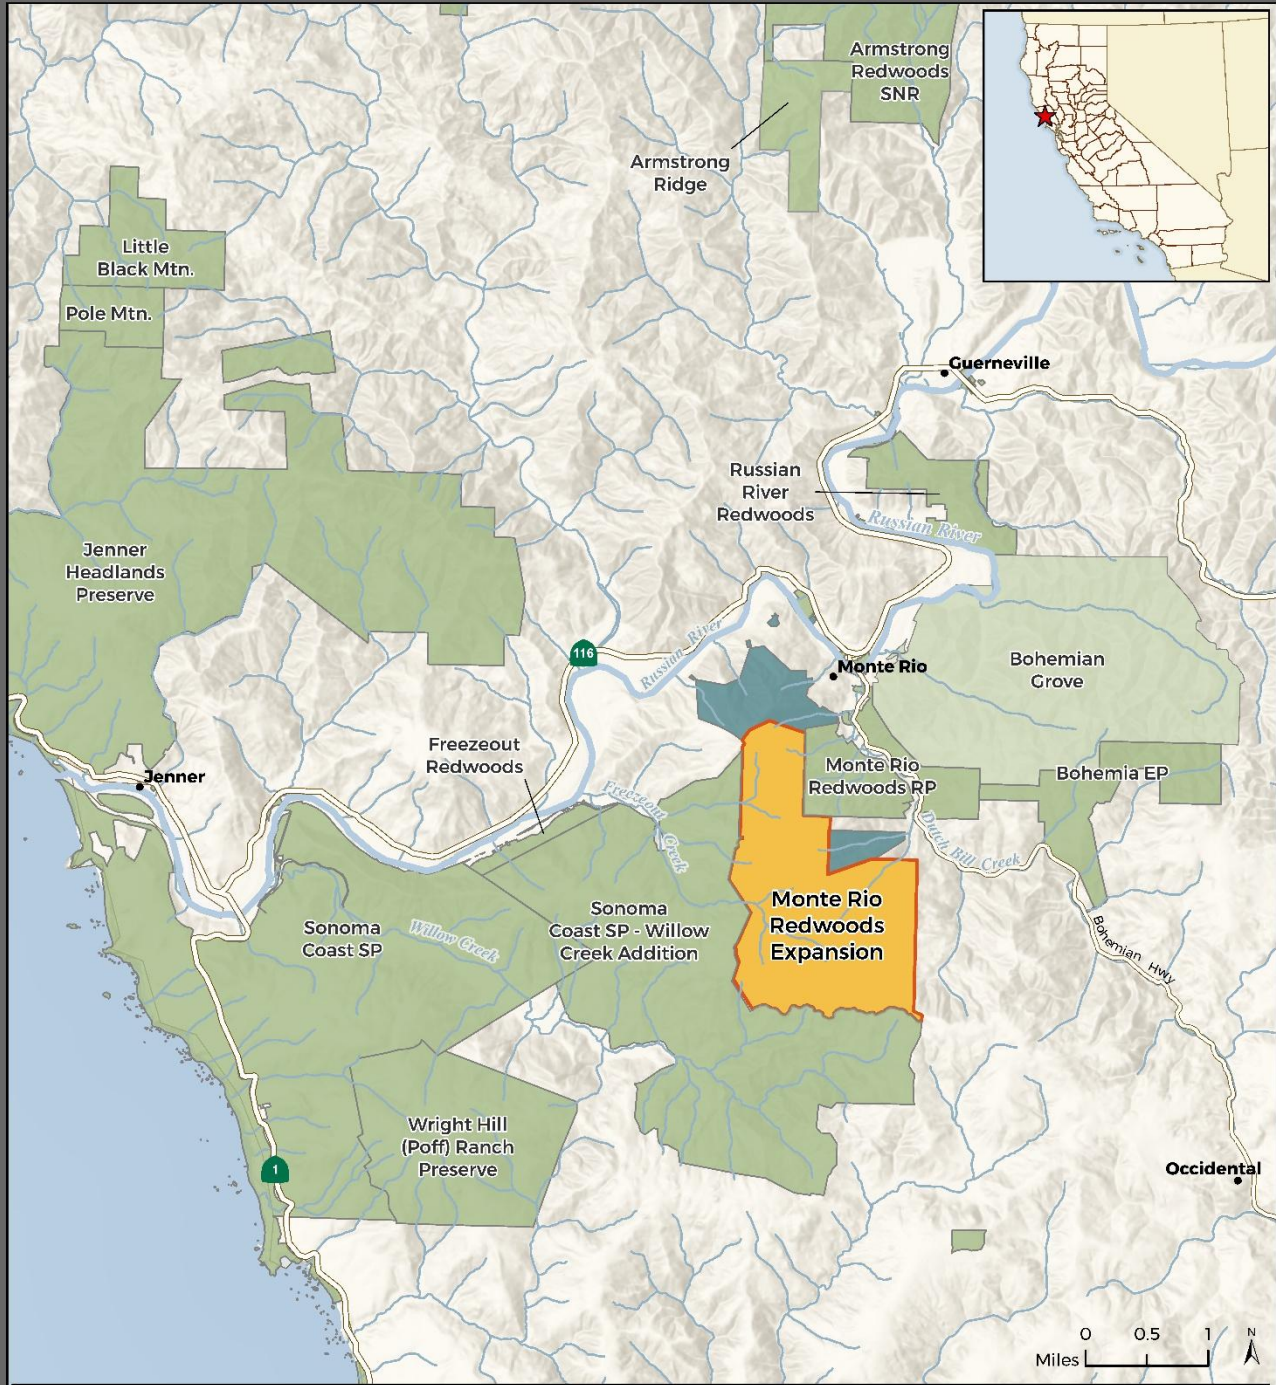 Armstrong
Redwoods
SNR
Armstrong
Ridge
Little
Black Mtn.
Pole Mtn.
Guerneville
Russian
River
Redwoods
Russian River
Jenner
Headlands
Preserve
116
Russian River
Monte Rio
Bohemian
Grove
Freezeout
Redwoods
Jenner
Monte Rio
Redwoods RP
Bohemia EP
Freezeout
Creek
Dutch Bill Creek
Monte Rio
Redwoods
Expansion
Sonoma
Coast SP
Willow Creek
Sonoma
Coast SP - Willow
Creek Addition
Bohemian Hwy
Wright Hill
(Poff) Ranch
Preserve
1
Occidental
0 0.5 1
Miles
N